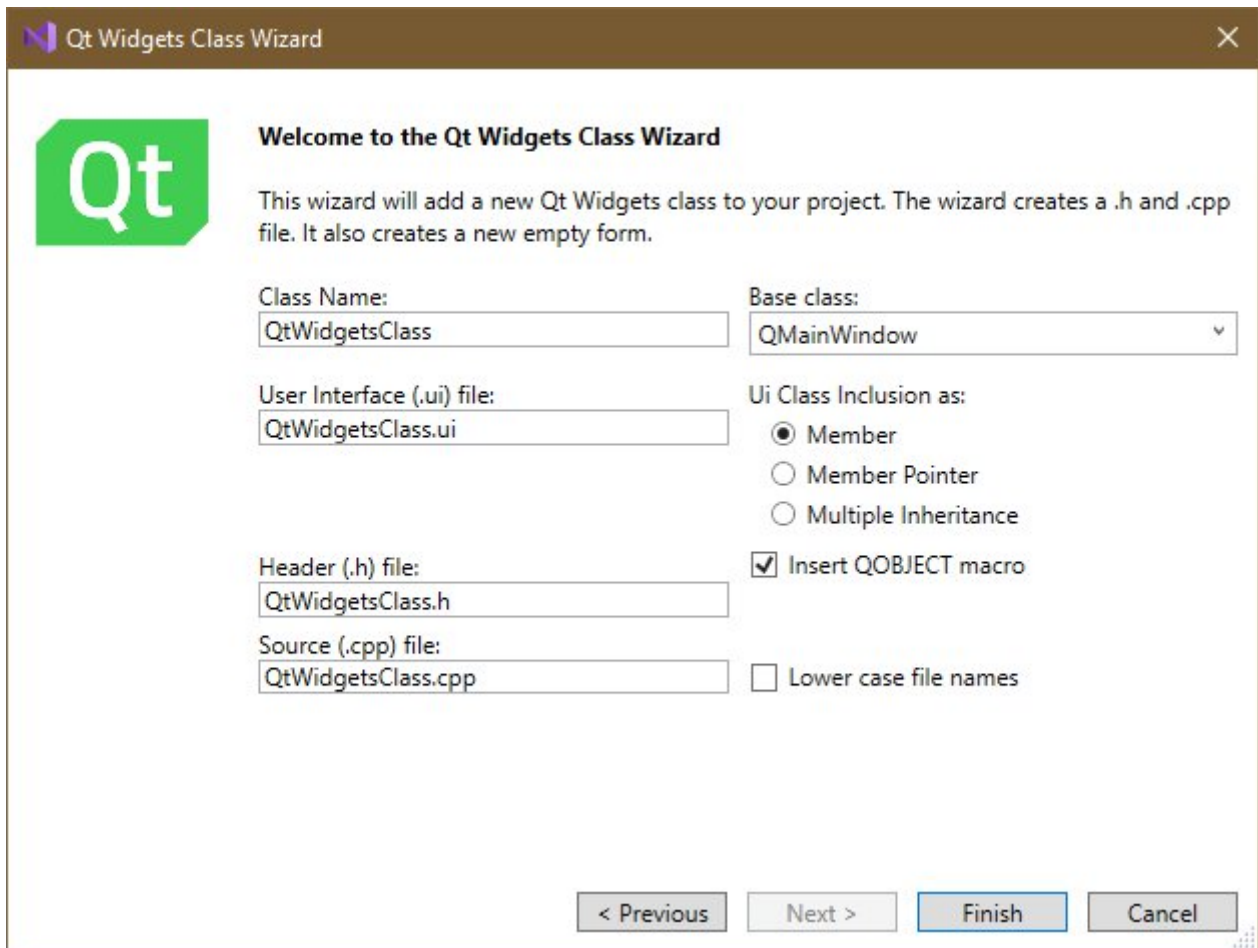 Qt Widgets Class Wizard
Qt
Welcome to the Qt Widgets Class Wizard
This wizard will add a new Qt Widgets class to your project. The wizard creates a .h and .cpp
file. It also creates a new empty form.
Class Name:
QtWidgetsClass
Base class:
QMainWindow
User Interface (.ui) file:
QtWidgetsClass.ui
Ui Class Inclusion as:
Member
Member Pointer
Multiple Inheritance
Header (.h) file:
QtWidgetsClass.h
Insert QOBJECT macro
Source (.cpp) file:
QtWidgetsClass.cpp
Lower case file names
< Previous
Next >
Finish
Cancel